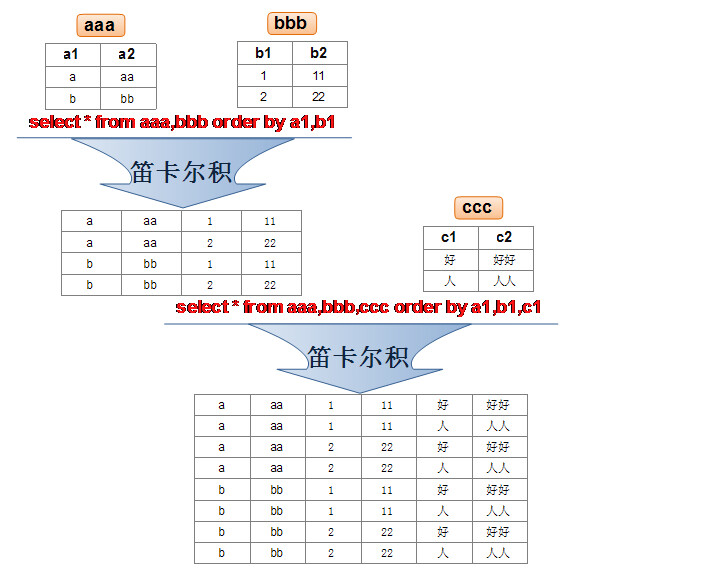 aaa
bbb
a1 a2
b1 b2
a aa
1 11
b bb
2 22
select * from aaa,bbb order by a1,b1
笛卡尔积
ccc
a aa 1 11
a aa 2 22
b bb 1 11
b bb 2 22
c1 c2
好 好好
人 人人
select * from aaa,bbb,ccc order by a1,b1,c1
笛卡尔积
a aa 1 11 好 好好
a aa 1 11 人 人人
a aa 2 22 好 好好
a aa 2 22 人 人人
b bb 1 11 好 好好
b bb 1 11 人 人人
b bb 2 22 好 好好
b bb 2 22 人 人人